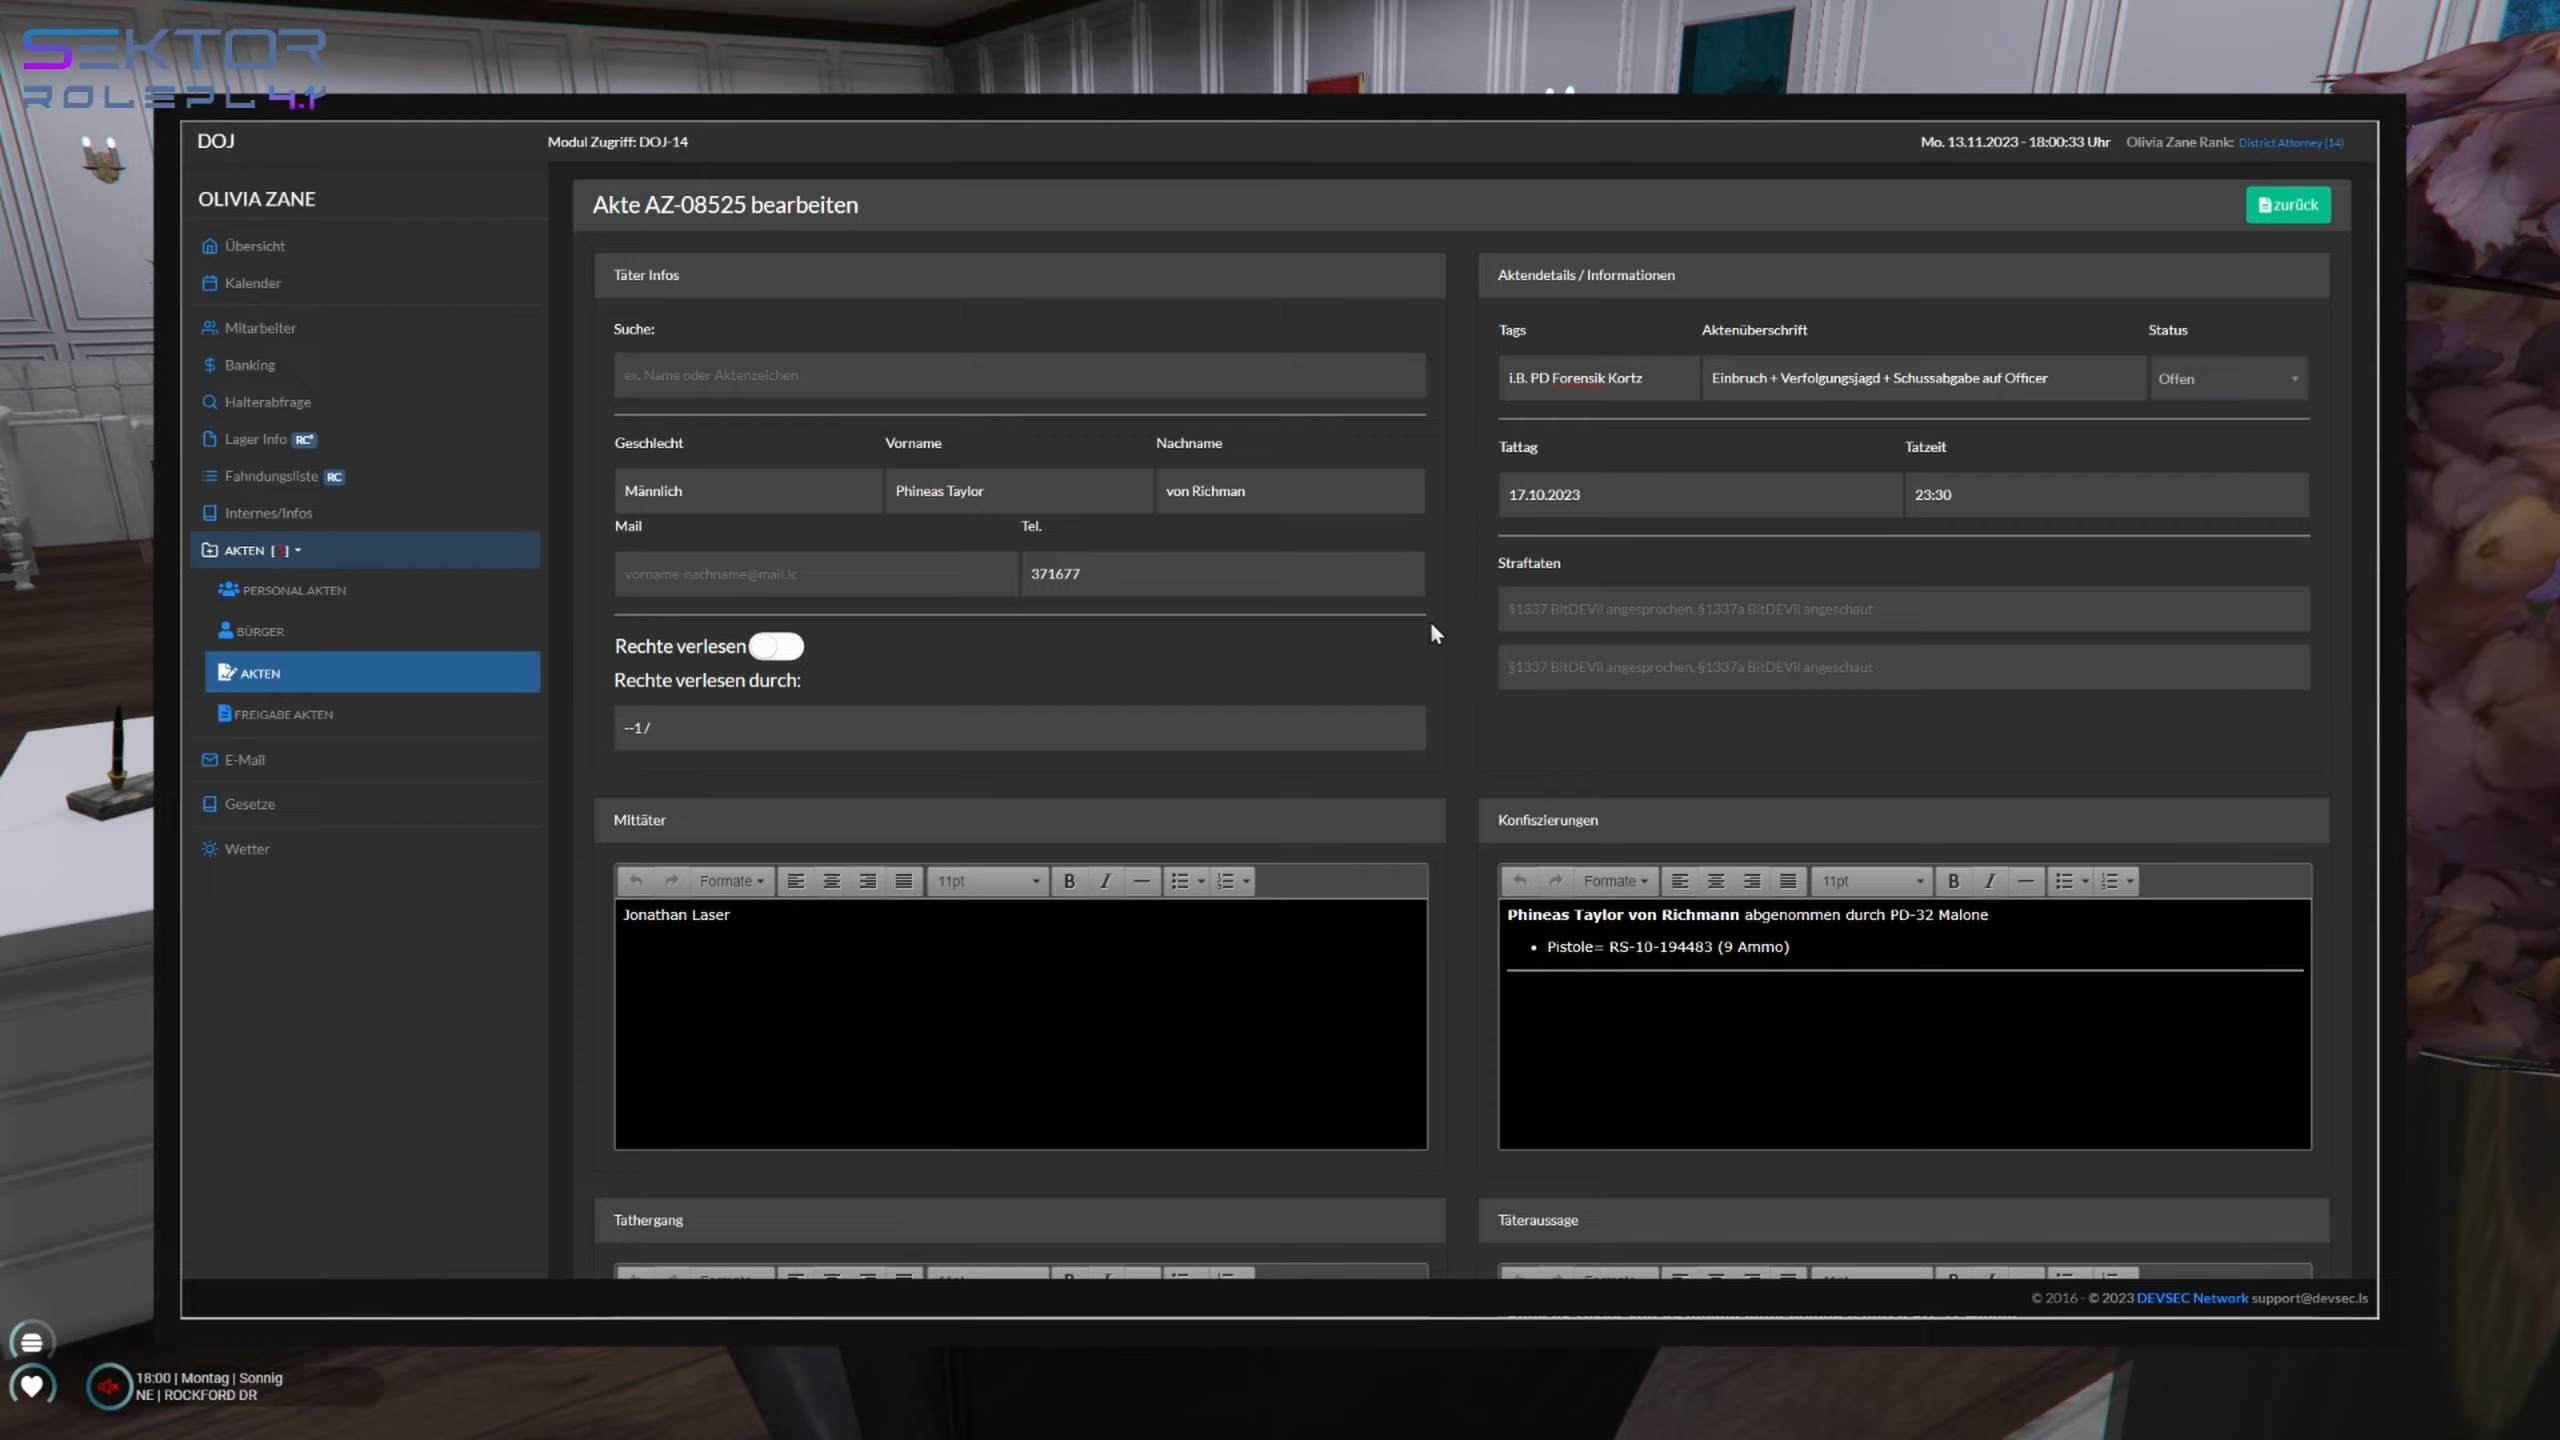 SEKTOR
ROLEPL 4.1
DOJ
Modul Zugriff: DOJ-14
Mo. 13.11.2023 - 18:00:33 Uhr Olivia Zane Rank: District Attorney (14)
OLIVIA ZANE
Übersicht
Kalender
Mitarbeiter
Banking
Halterabfrage
Lager Info RC²
Fahndungsliste RC
Internes/Infos
AKTEN [ ]
PERSONAL AKTEN
BÜRGER
AKTEN
FREIGABE AKTEN
E-Mail
Gesetze
Wetter
Akte AZ-08525 bearbeiten
zurück
Täter Infos
Suche:
ex. Name oder Aktenzeichen
Geschlecht Vorname Nachname
Männlich Phineas Taylor von Richman
Mail Tel.
vorname-nachname@mail.lc 371677
Rechte verlesen
Rechte verlesen durch:
--1 /
Aktendetails / Informationen
Tags Aktenüberschrift Status
i.B. PD Forensik Kortz Einbruch + Verfolgungsjagd + Schussabgabe auf Officer Offen
Tattag Tatzeit
17.10.2023 23:30
Straftaten
§1337 BitDEVil angesprochen, §1337a BitDEVil angeschaut
§1337 BitDEVil angesprochen, §1337a BitDEVil angeschaut
Mittäter
Formate 11pt B I
Jonathan Laser
Konfiszierungen
Formate 11pt B I
Phineas Taylor von Richmann abgenommen durch PD-32 Malone
• Pistole= RS-10-194483 (9 Ammo)
Tathergang
Täteraussage
© 2016 - © 2023 DEVSEC Network support@devsec.ls
18:00 | Montag | Sonnig
NE | ROCKFORD DR